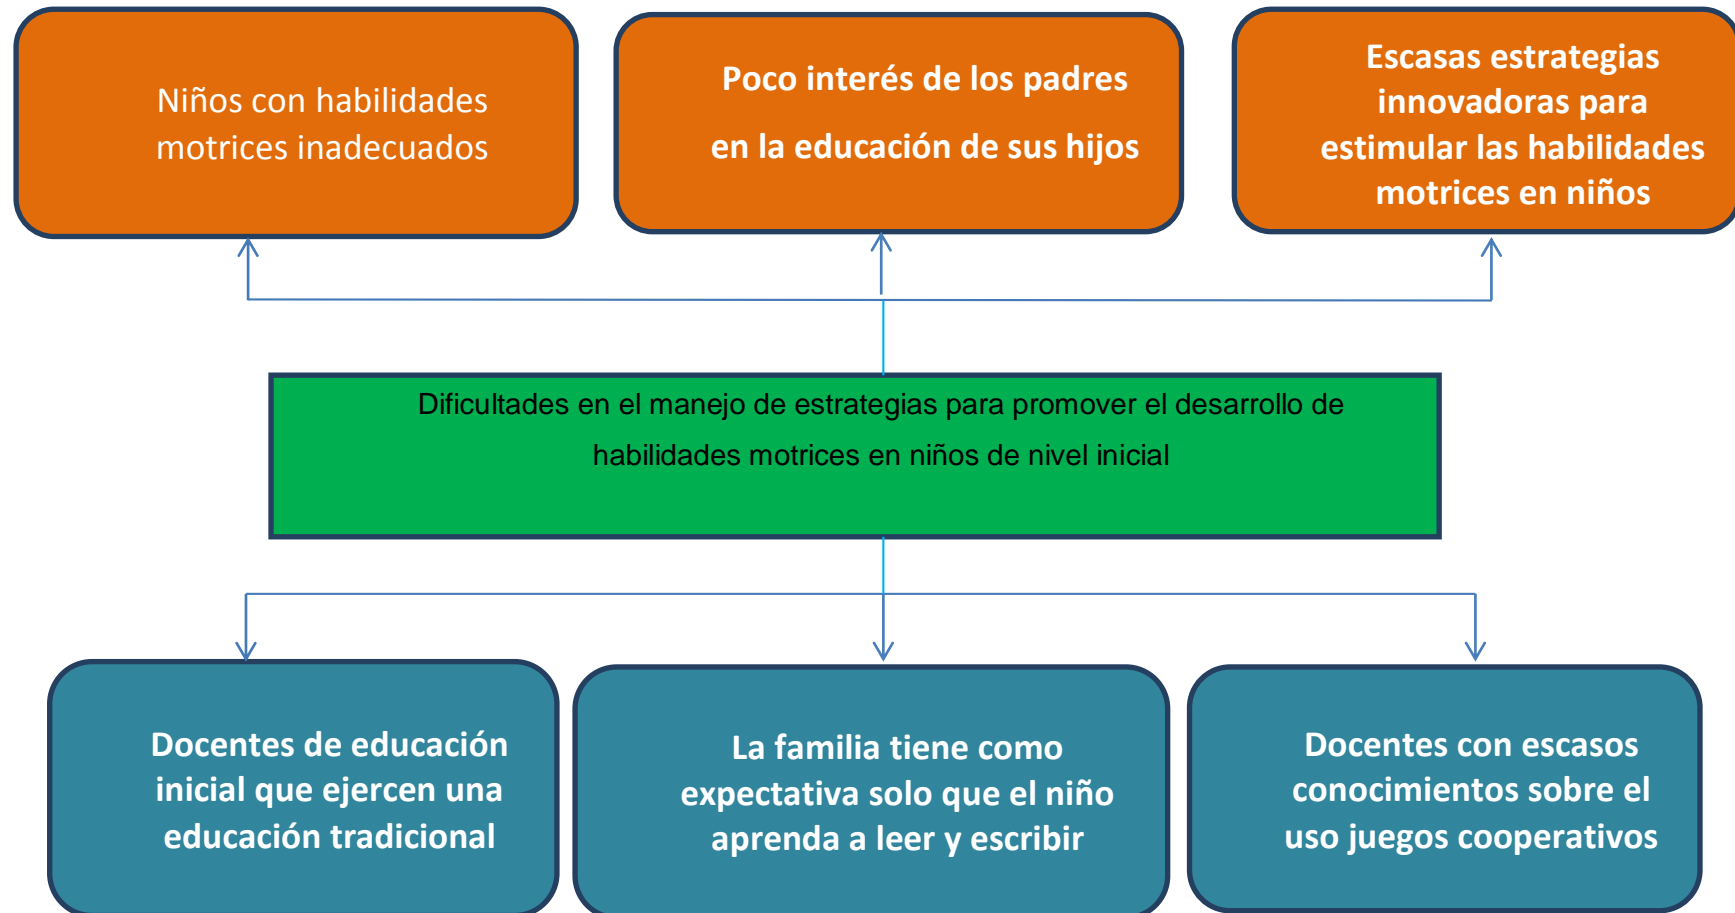 Niños con habilidades
motrices inadecuados
Poco interés de los padres
en la educación de sus hijos
Escasas estrategias
innovadoras para
estimular las habilidades
motrices en niños
Dificultades en el manejo de estrategias para promover el desarrollo de
habilidades motrices en niños de nivel inicial
Docentes de educación
inicial que ejercen una
educación tradicional
La familia tiene como
expectativa solo que el niño
aprenda a leer y escribir
Docentes con escasos
conocimientos sobre el
uso juegos cooperativos